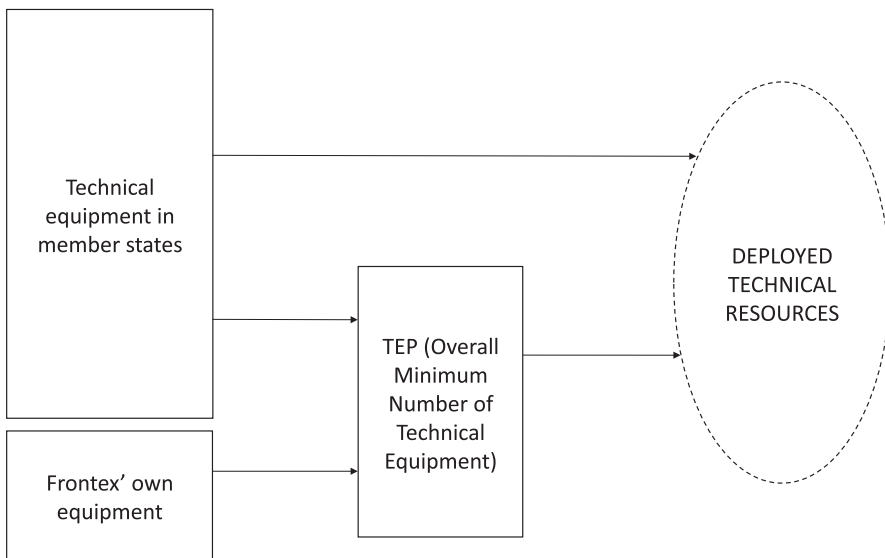 Technical
equipment in
member states
Frontex’ own
equipment
TEP (Overall
Minimum
Number of
Technical
Equipment)
DEPLOYED
TECHNICAL
RESOURCES